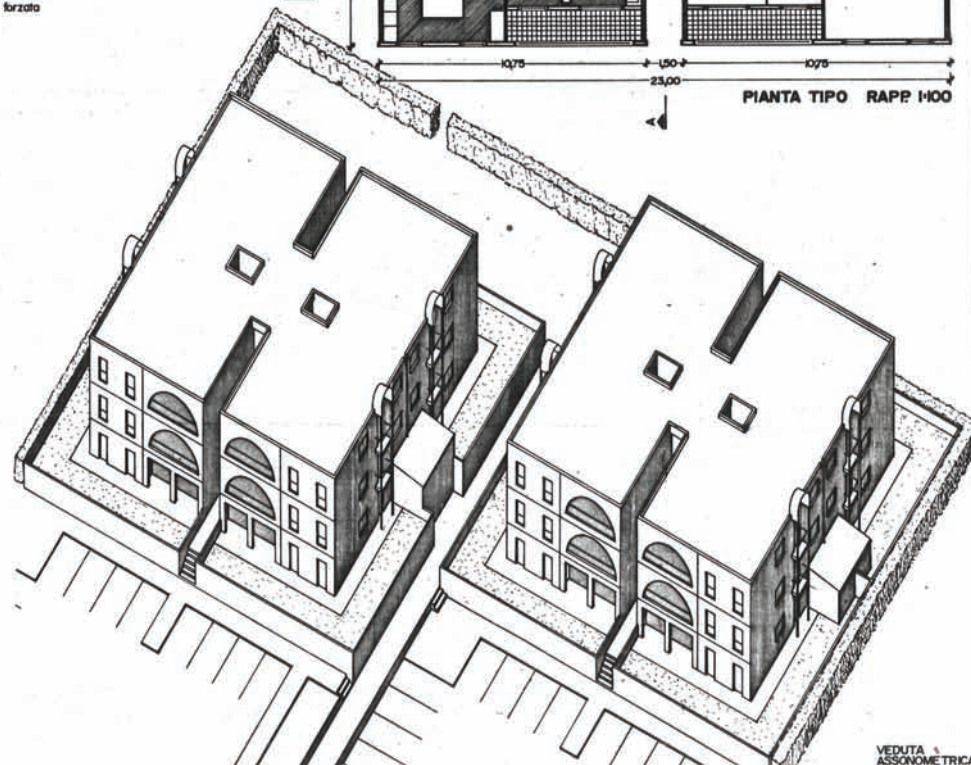 forzato
10,75 1,50 10,75
23,00
PIANTA TIPO RAPP. 1:100
A
VEDUTA
ASSONOMETRICA